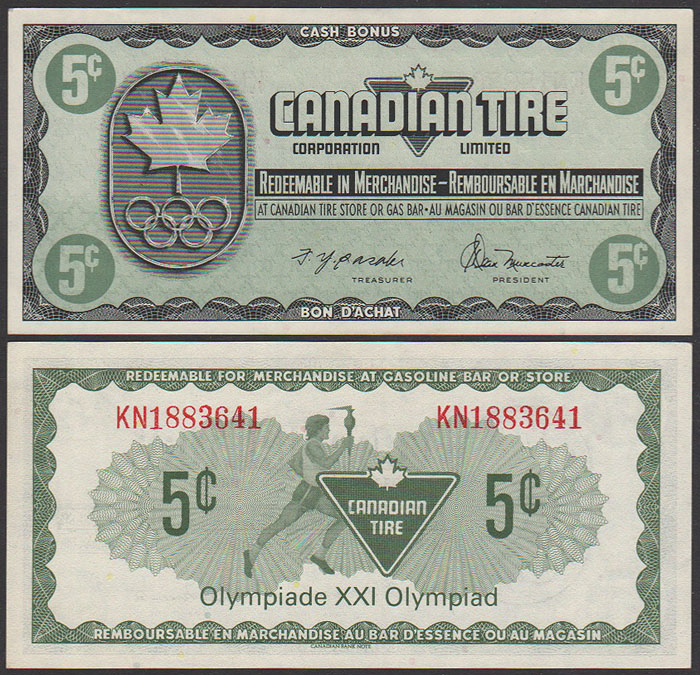 CASH BONUS
5¢ 5¢
CANADIAN TIRE
CORPORATION LIMITED
REDEEMABLE IN MERCHANDISE - REMBOURSABLE EN MARCHANDISE
AT CANADIAN TIRE STORE OR GAS BAR • AU MAGASIN OU BAR D'ESSENCE CANADIAN TIRE
5¢ 5¢
TREASURER PRESIDENT
BON D'ACHAT
REDEEMABLE FOR MERCHANDISE AT GASOLINE BAR OR STORE
KN1883641 KN1883641
5¢ 5¢
CANADIAN
TIRE
Olympiade XXI Olympiad
REMBOURSABLE EN MARCHANDISE AU BAR D'ESSENCE OU AU MAGASIN
CANADIAN BANK NOTE